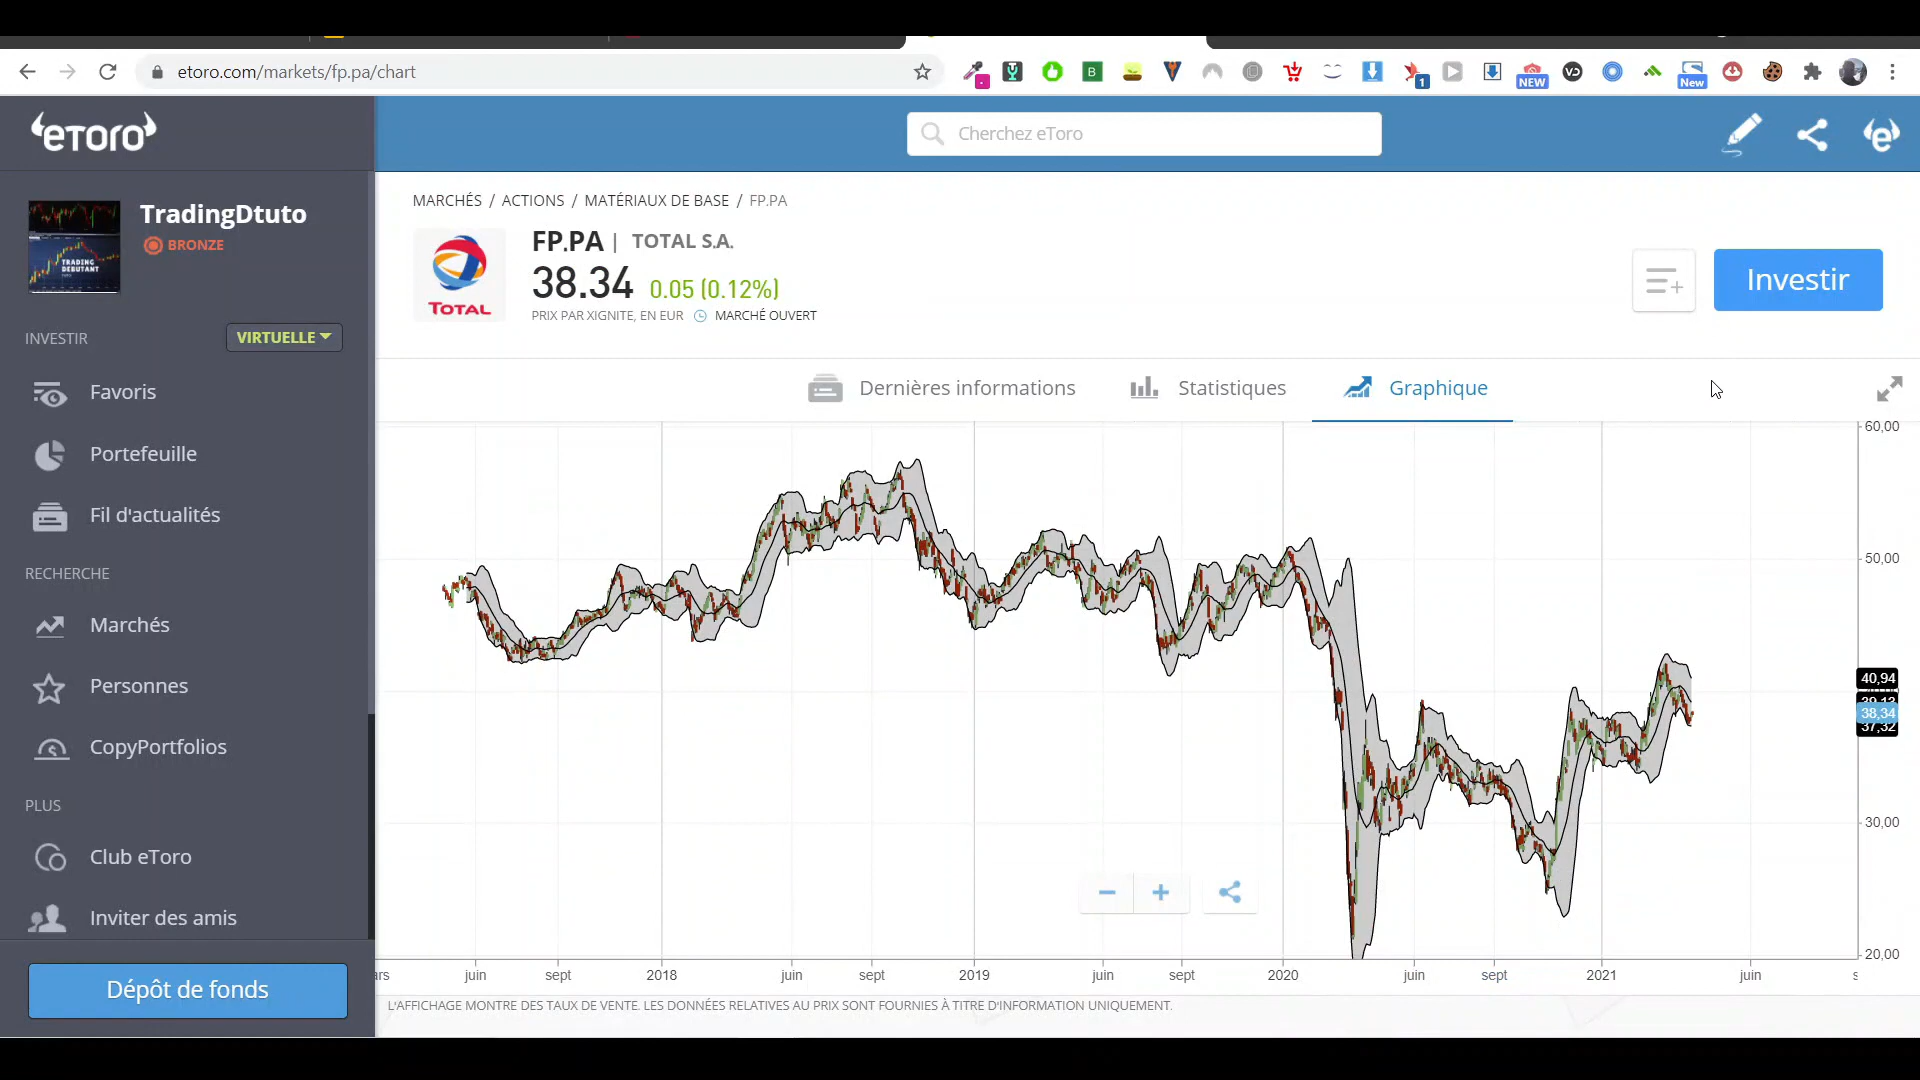 etoro.com/markets/fp.pa/chart
B
1
NEW
New
eTORO
Cherchez eToro
TradingDtuto
BRONZE
TRADING
DEBUTANT
INVESTIR
VIRTUELLE
Favoris
Portefeuille
Fil d'actualités
RECHERCHE
Marchés
Personnes
CopyPortfolios
PLUS
Club eToro
Inviter des amis
Dépôt de fonds
MARCHÉS / ACTIONS / MATÉRIAUX DE BASE / FP.PA
FP.PA | TOTAL S.A.
TOTAL
38.34 0.05 (0.12%)
PRIX PAR XIGNITE, EN EUR MARCHÉ OUVERT
Investir
Dernières informations
Statistiques
Graphique
60,00
50,00
40,94
38,34
37,32
30,00
20,00
juin sept 2018 juin sept 2019 juin sept 2020 juin sept 2021 juin s
L'AFFICHAGE MONTRE DES TAUX DE VENTE. LES DONNÉES RELATIVES AU PRIX SONT FOURNIES À TITRE D'INFORMATION UNIQUEMENT.